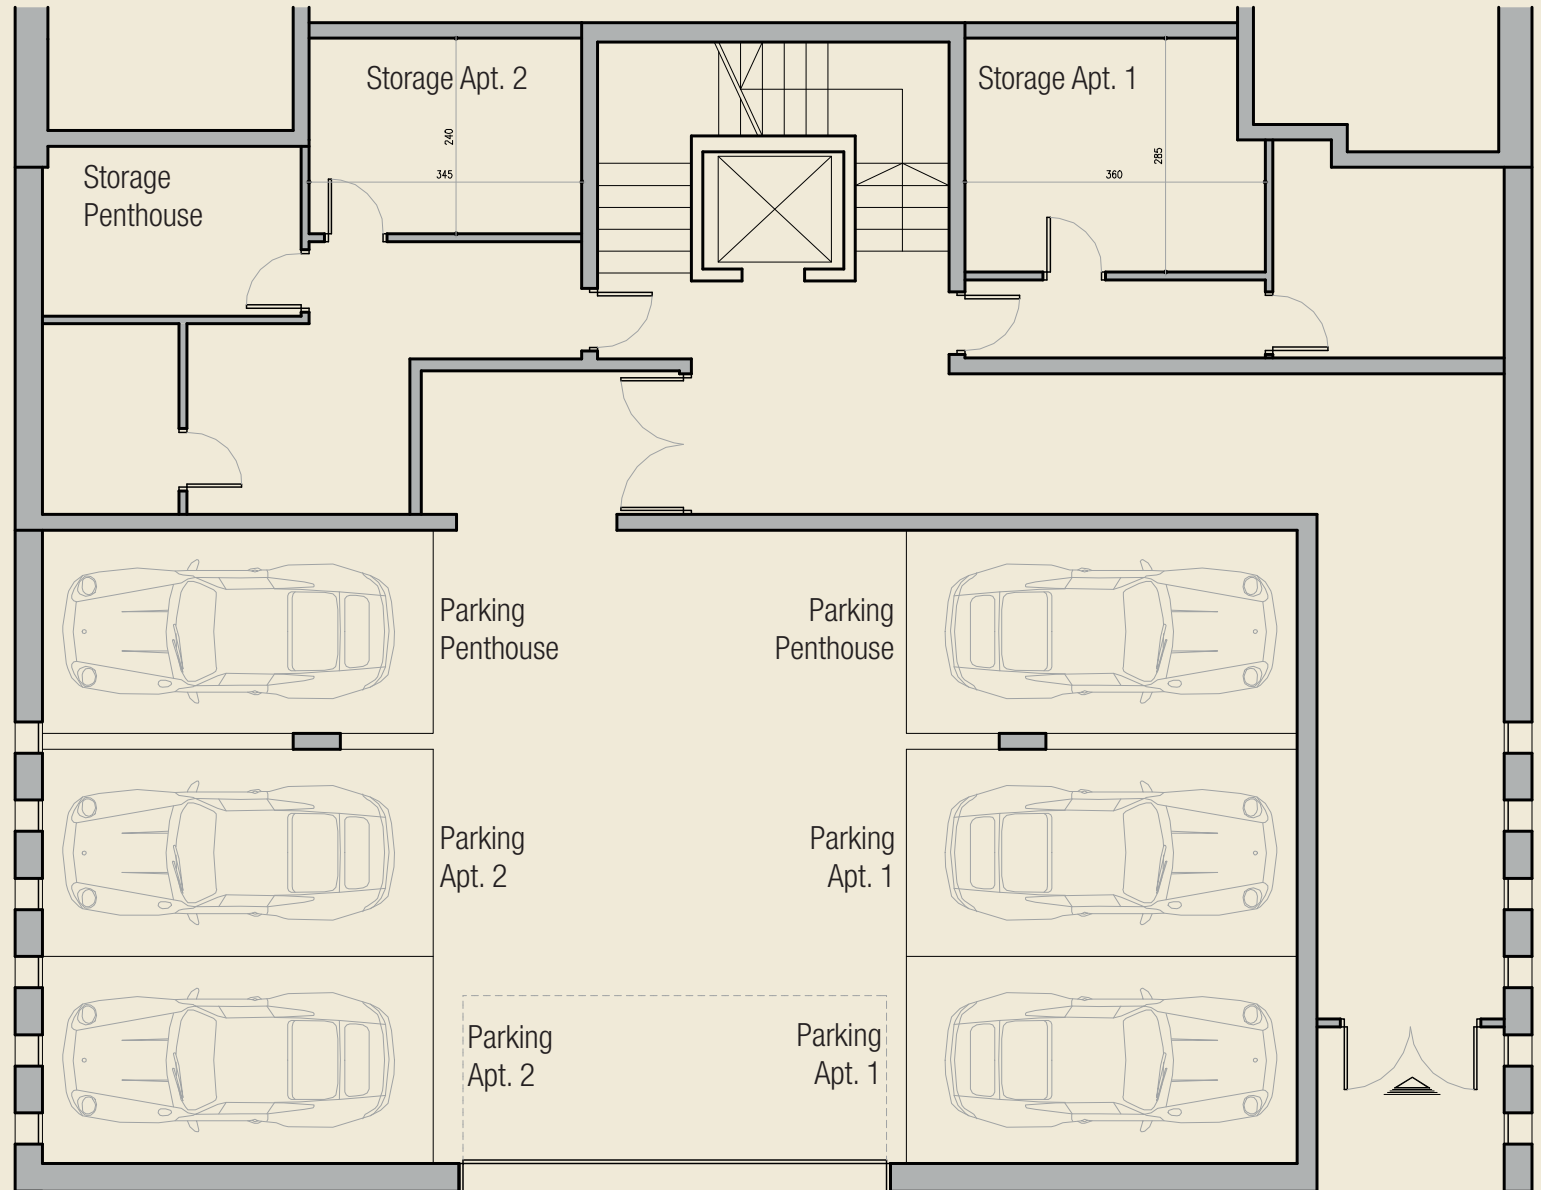 Storage Apt. 2
Storage Apt. 1
240
345
285
360
Storage
Penthouse
Parking
Penthouse
Parking
Penthouse
Parking
Apt. 2
Parking
Apt. 1
Parking
Apt. 2
Parking
Apt. 1